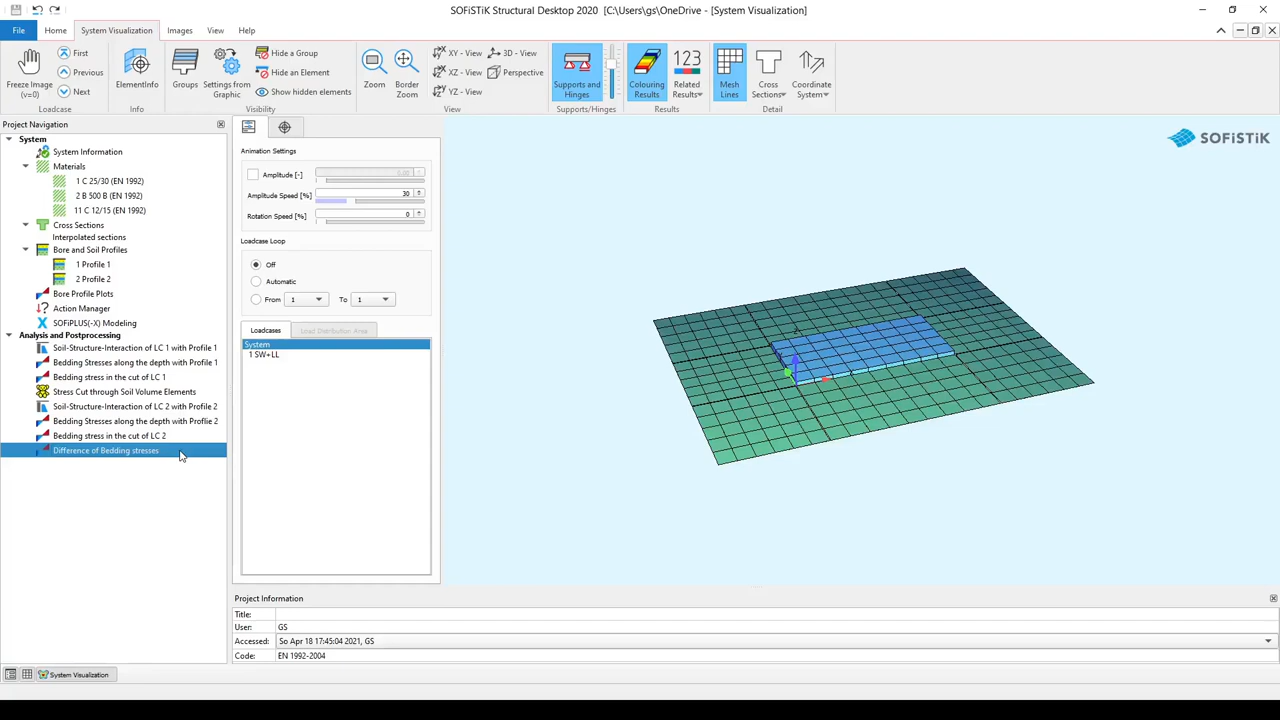 SOFiSTiK Structural Desktop 2020 [C:\Users\gs\OneDrive - [System Visualization]
File
Home
System Visualization
Images
View
Help
Freeze Image (v=0)
First
Previous
Next
Loadcase
ElementInfo
Info
Groups
Settings from Graphic
Hide a Group
Hide an Element
Show hidden elements
Visibility
Zoom
Border Zoom
XY - View
XZ - View
YZ - View
3D - View
Perspective
View
Supports and Hinges
Supports/Hinges
Colouring Results
123
Related Results
Results
Mesh Lines
Cross Sections
Coordinate System
Detail
Project Navigation
System
System Information
Materials
1 C 25/30 (EN 1992)
2 B 500 B (EN 1992)
11 C 12/15 (EN 1992)
Cross Sections
Interpolated sections
Bore and Soil Profiles
1 Profile 1
2 Profile 2
Bore Profile Plots
Action Manager
SOFiPLUS(-X) Modeling
Analysis and Postprocessing
Soil-Structure-Interaction of LC 1 with Profile 1
Bedding Stresses along the depth with Profile 1
Bedding stress in the cut of LC 1
Stress Cut through Soil Volume Elements
Soil-Structure-Interaction of LC 2 with Profile 2
Bedding Stresses along the depth with Profile 2
Bedding stress in the cut of LC 2
Difference of Bedding stresses
Animation Settings
Amplitude [-]
0.00
Amplitude Speed [%]
30
Rotation Speed [%]
0
Loadcase Loop
Off
Automatic
From
1
To
1
Loadcases
Load Distribution Area
System
1 SW+LL
SOFiSTiK
Project Information
Title:
User:
GS
Accessed:
So Apr 18 17:45:04 2021, GS
Code:
EN 1992-2004
System Visualization